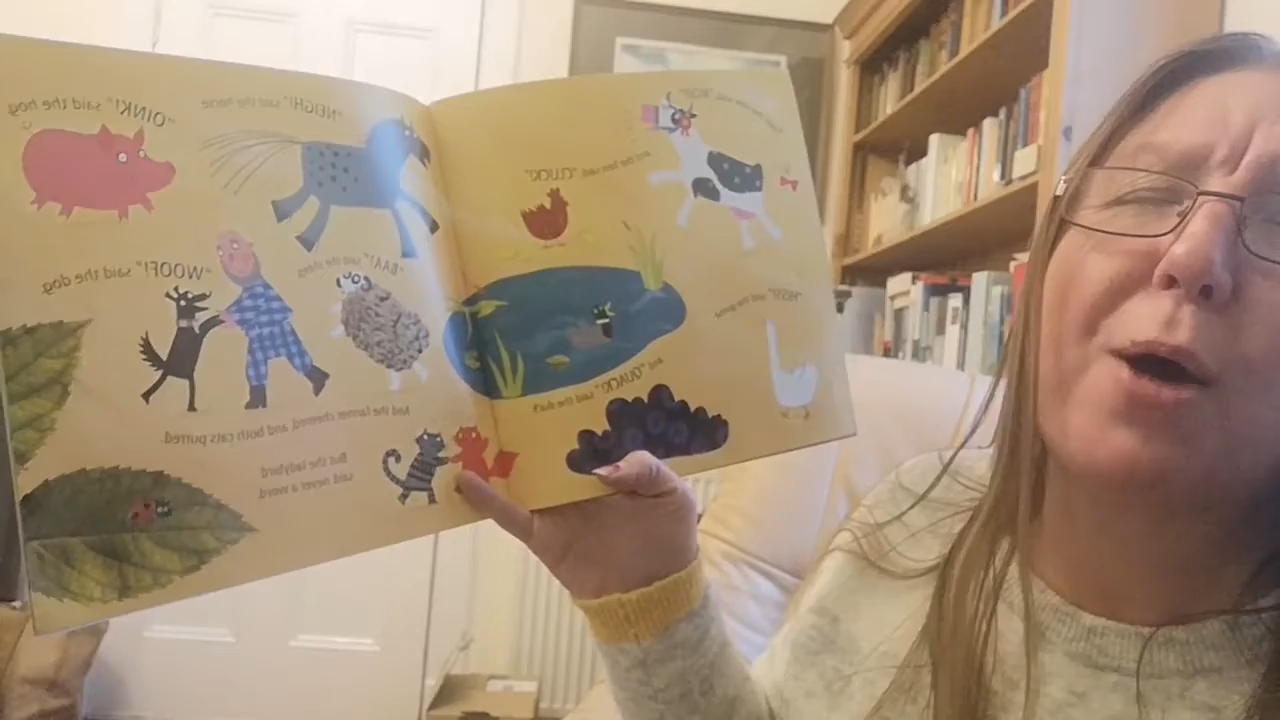 cow said, "MOO!"
and the hen said, "CLUCK!"
"HISS!" said the goose
and "QUACK!" said the duck.
"NEIGH!" said the horse.
"OINK!" said the hog.
"BAA!" said the sheep.
"WOOF!" said the dog.
And the farmer cheered, and both cats purred.
But the ladybird
said never a word.